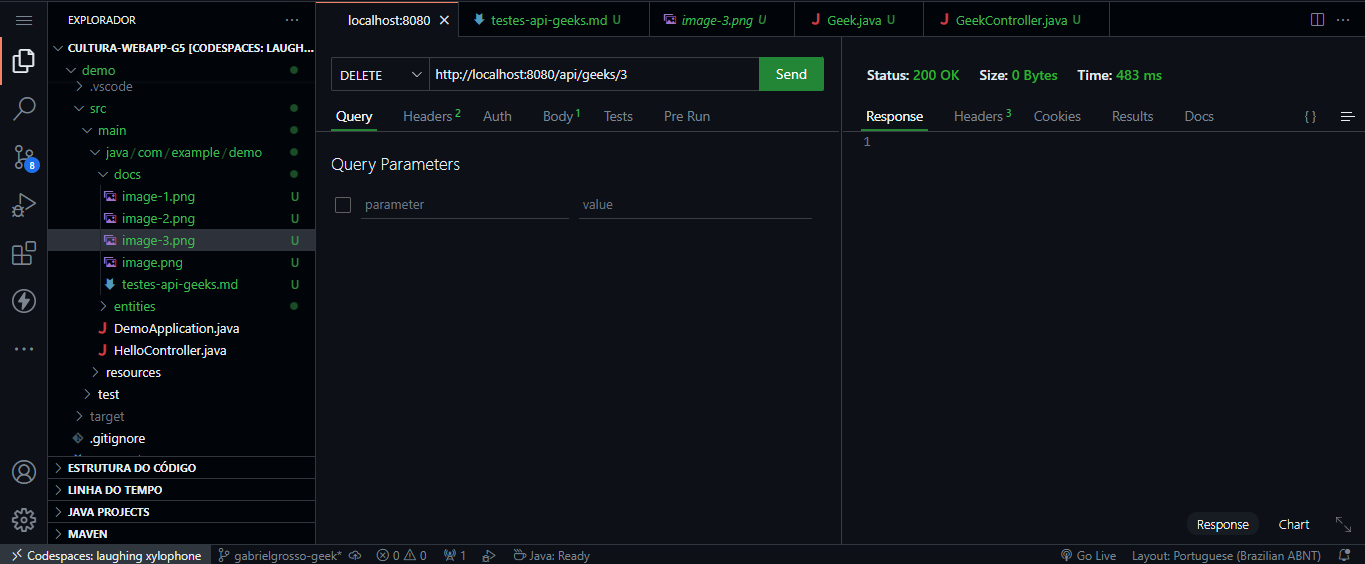 EXPLORADOR
CULTURA-WEBAPP-G5 [CODESPACES: LAUGH...
demo
.vscode
src
main
java/com/example/demo
docs
image-1.png U
image-2.png U
image-3.png U
image.png U
testes-api-geeks.md U
entities
DemoApplication.java
HelloController.java
resources
test
target
.gitignore
ESTRUTURA DO CÓDIGO
LINHA DO TEMPO
JAVA PROJECTS
MAVEN
8
localhost:8080
testes-api-geeks.md U
image-3.png U
Geek.java U
GeekController.java U
DELETE
http://localhost:8080/api/geeks/3
Send
Query
Headers 2
Auth
Body 1
Tests
Pre Run
Query Parameters
parameter
value
Status: 200 OK Size: 0 Bytes Time: 483 ms
Response
Headers 3
Cookies
Results
Docs
{ }
1
Response
Chart
Codespaces: laughing xylophone
gabrielgrosso-geek*
0 0
1
Java: Ready
Go Live
Layout: Portuguese (Brazilian ABNT)